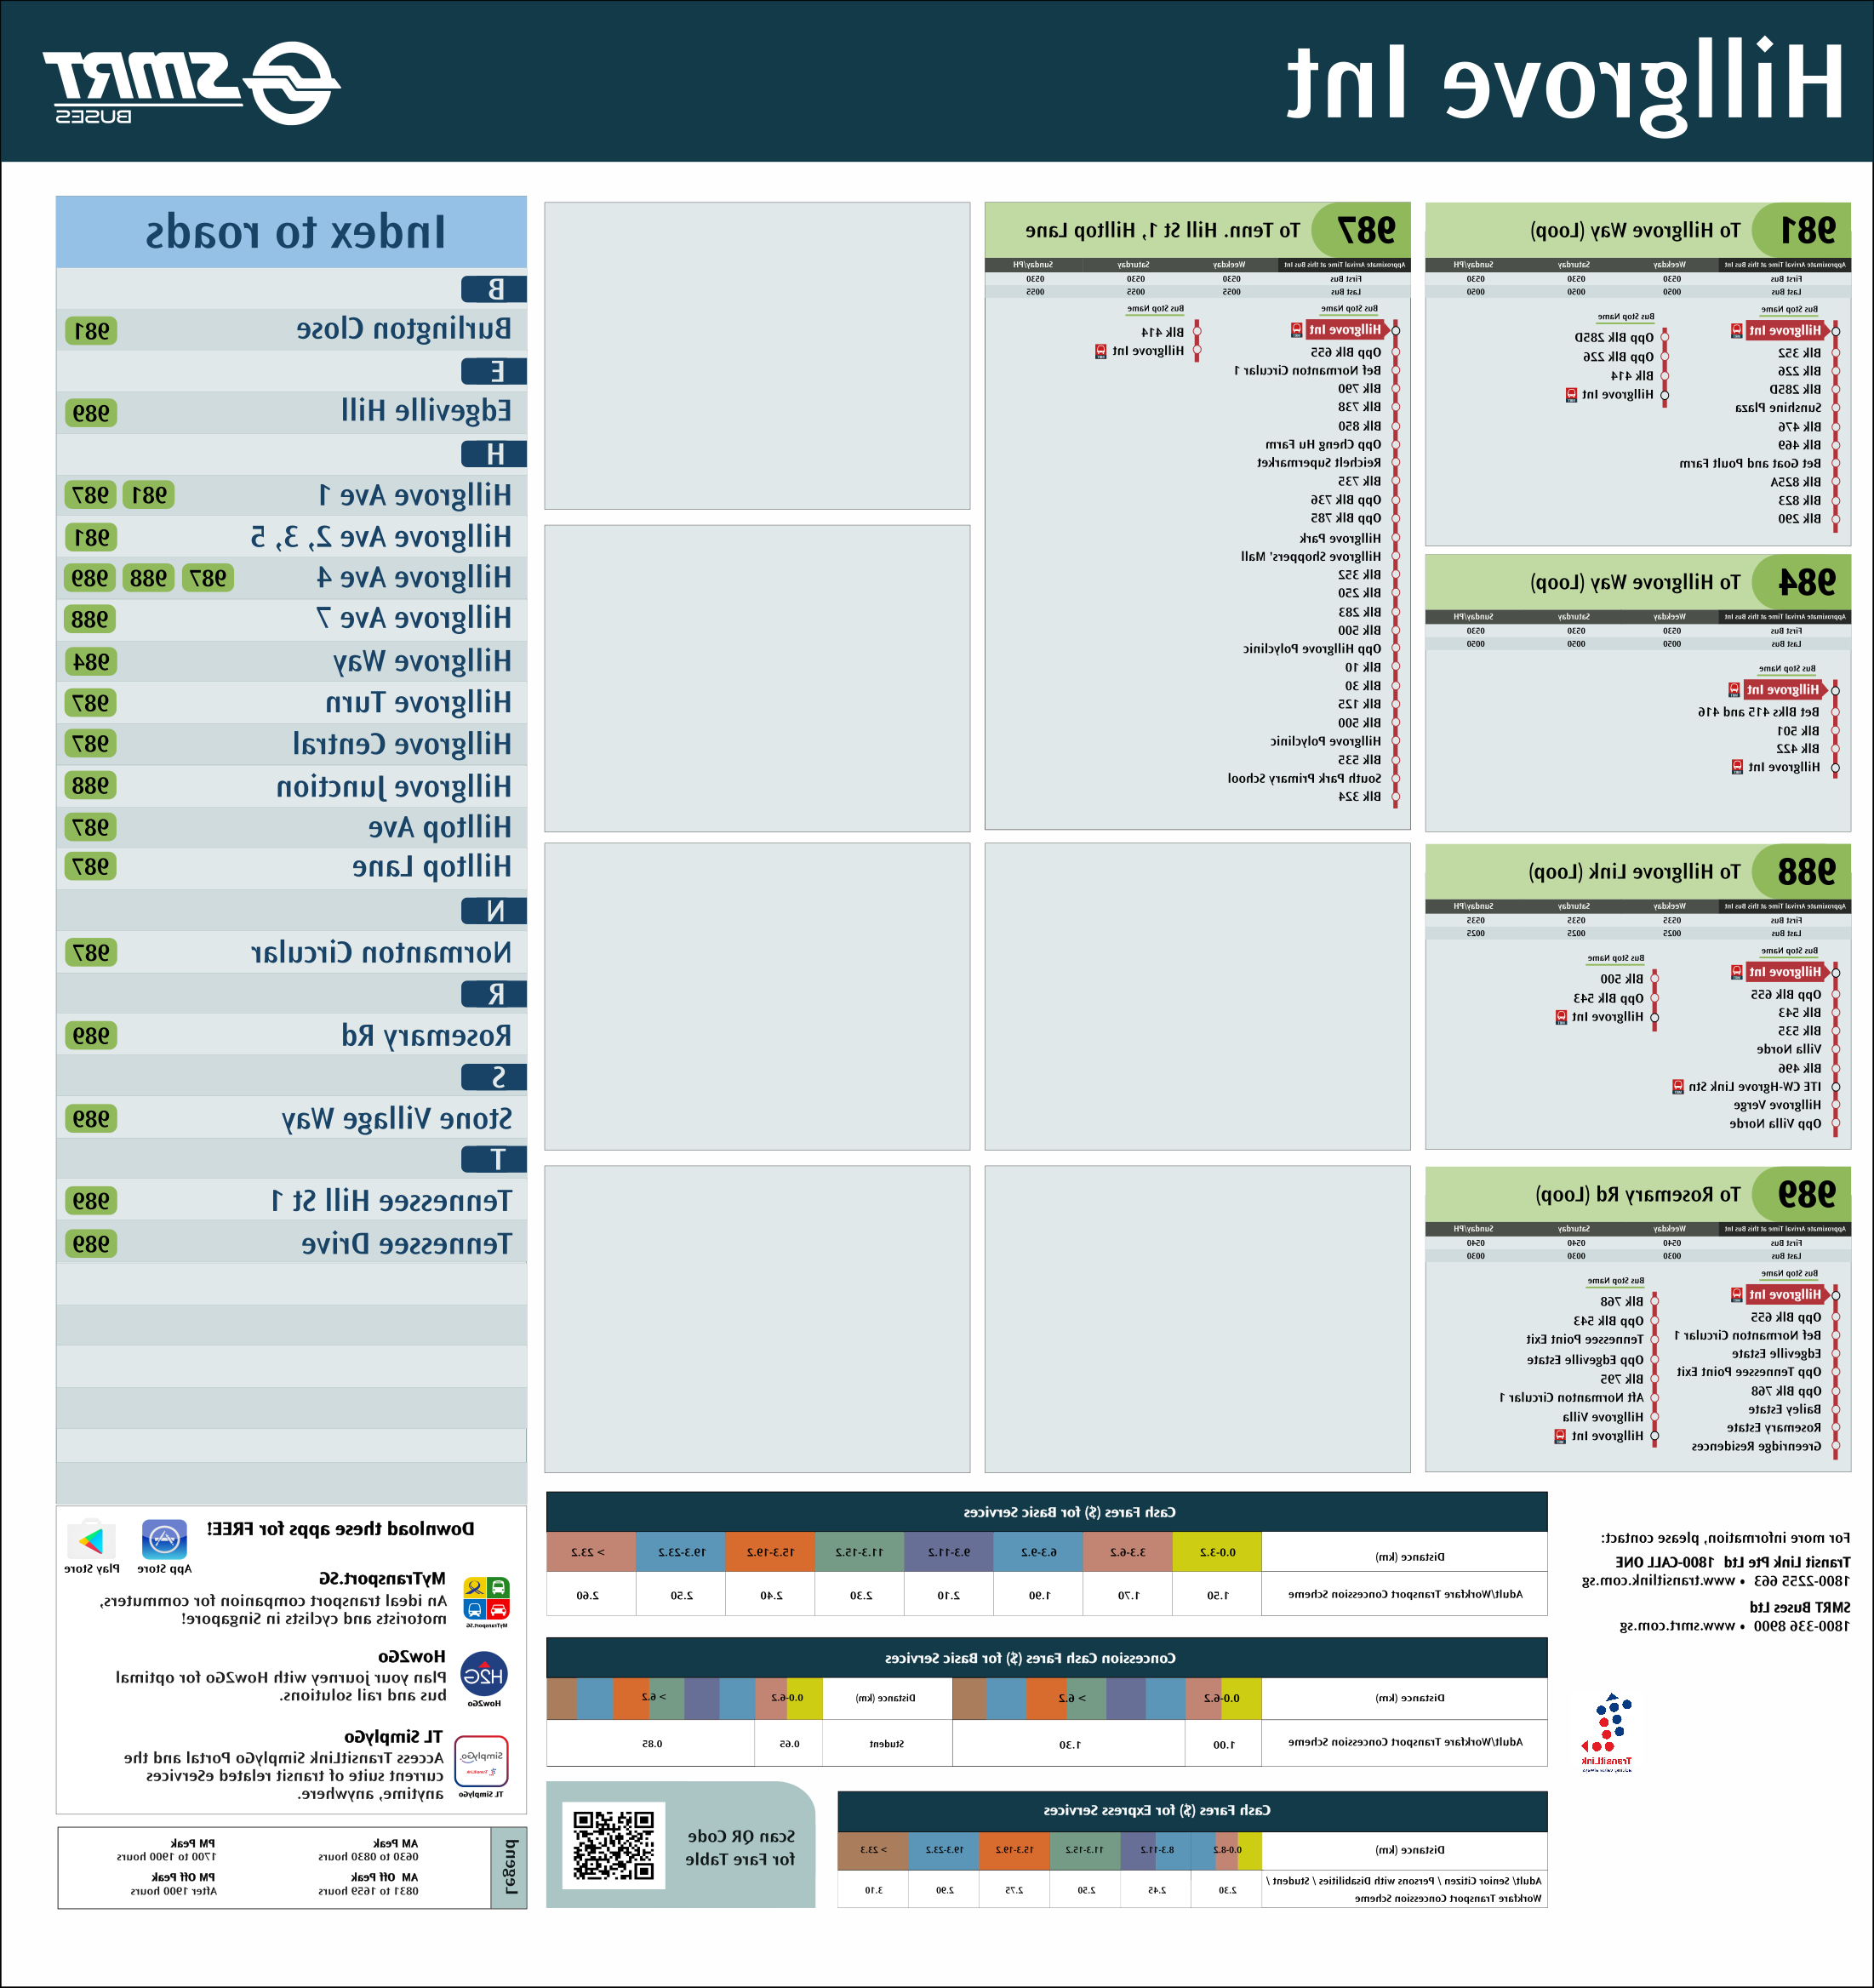 Hillgrove Int
SMRT
BUSES
981 To Hillgrove Way (Loop)
Approximate Arrival Time at this Bus Int Weekday Saturday Sunday/PH
First Bus 0530 0530 0530
Last Bus 0050 0050 0050
Bus Stop Name
Hillgrove Int
Blk 352
Blk 226
Blk 285D
Sunshine Plaza
Blk 476
Blk 469
Bet Goat and Poult Farm
Blk 825A
Blk 823
Blk 290
Bus Stop Name
Opp Blk 285D
Opp Blk 226
Blk 414
Hillgrove Int
984 To Hillgrove Way (Loop)
Approximate Arrival Time at this Bus Int Weekday Saturday Sunday/PH
First Bus 0530 0530 0530
Last Bus 0050 0050 0050
Bus Stop Name
Hillgrove Int
Bet Blks 415 and 416
Blk 501
Blk 422
Hillgrove Int
988 To Hillgrove Link (Loop)
Approximate Arrival Time at this Bus Int Weekday Saturday Sunday/PH
First Bus 0535 0535 0535
Last Bus 0025 0025 0025
Bus Stop Name
Hillgrove Int
Opp Blk 655
Blk 543
Blk 535
Villa Norde
Blk 496
ITE CW-Hgrove Link Stn
Hillgrove Verge
Opp Villa Norde
Bus Stop Name
Blk 500
Opp Blk 543
Hillgrove Int
989 To Rosemary Rd (Loop)
Approximate Arrival Time at this Bus Int Weekday Saturday Sunday/PH
First Bus 0540 0540 0540
Last Bus 0030 0030 0030
Bus Stop Name
Hillgrove Int
Opp Blk 655
Bef Normanton Circular 1
Edgeville Estate
Opp Tennessee Point Exit
Opp Blk 768
Bailey Estate
Rosemary Estate
Greenridge Residences
Bus Stop Name
Blk 768
Opp Blk 543
Tennessee Point Exit
Opp Edgeville Estate
Blk 795
Aft Normanton Circular 1
Hillgrove Villa
Hillgrove Int
987 To Tenn. Hill St 1, Hilltop Lane
Approximate Arrival Time at this Bus Int Weekday Saturday Sunday/PH
First Bus 0530 0530 0530
Last Bus 0055 0055 0055
Bus Stop Name
Hillgrove Int
Opp Blk 655
Bef Normanton Circular 1
Blk 790
Blk 738
Blk 850
Opp Cheng Hu Farm
Reichelt Supermarket
Blk 735
Opp Blk 736
Opp Blk 785
Hillgrove Park
Hillgrove Shoppers' Mall
Blk 352
Blk 250
Blk 283
Blk 500
Opp Hillgrove Polyclinic
Blk 10
Blk 30
Blk 125
Blk 500
Hillgrove Polyclinic
Blk 535
South Park Primary School
Blk 324
Bus Stop Name
Blk 414
Hillgrove Int
Index to roads
B
Burlington Close 981
E
Edgeville Hill 989
H
Hillgrove Ave 1 981 987
Hillgrove Ave 2, 3, 5 981
Hillgrove Ave 4 987 988 989
Hillgrove Ave 7 988
Hillgrove Way 984
Hillgrove Turn 987
Hillgrove Central 987
Hillgrove Junction 988
Hilltop Ave 987
Hilltop Lane 987
N
Normanton Circular 987
R
Rosemary Rd 989
S
Stone Village Way 989
T
Tennessee Hill St 1 989
Tennessee Drive 989
For more information, please contact:
Transit Link Pte Ltd 1800-CALL ONE
1800-2255 663 • www.transitlink.com.sg
SMRT Buses Ltd
1800-336 8900 • www.smrt.com.sg
TransitLink
Cash Fares ($) for Basic Services
Distance (km) 0.0-3.2 3.3-6.2 6.3-9.2 9.3-11.2 11.3-15.2 15.3-19.2 19.3-23.2 > 23.2
Adult/Workfare Transport Concession Scheme 1.50 1.70 1.90 2.10 2.30 2.40 2.50 2.60
Concession Cash Fares ($) for Basic Services
Distance (km) 0.0-6.2 > 6.2 Distance (km) 0.0-6.2 > 6.2
Adult/Workfare Transport Concession Scheme 1.00 1.30 Student 0.65 0.85
Cash Fares ($) for Express Services
Distance (km) 0.0-8.2 8.3-11.2 11.3-15.2 15.3-19.2 19.3-23.2 > 23.3
Adult/ Senior Citizen / Persons with Disabilities / Student /
Workfare Transport Concession Scheme 2.30 2.45 2.50 2.75 2.90 3.10
Scan QR Code
for Fare Table
Download these apps for FREE!
App Store
Play Store
MyTransport.SG
An ideal transport companion for commuters,
motorists and cyclists in Singapore!
MyTransport.SG
How2Go
Plan your journey with How2Go for optimal
bus and rail solutions.
H2G
How2Go
TL SimplyGo
Access TransitLink SimplyGo Portal and the
current suite of transit related eServices
anytime, anywhere.
SimplyGo
TransitLink
TL SimplyGo
Legend
AM Peak
0630 to 0830 hours
PM Peak
1700 to 1900 hours
AM Off Peak
0831 to 1659 hours
PM Off Peak
After 1900 hours